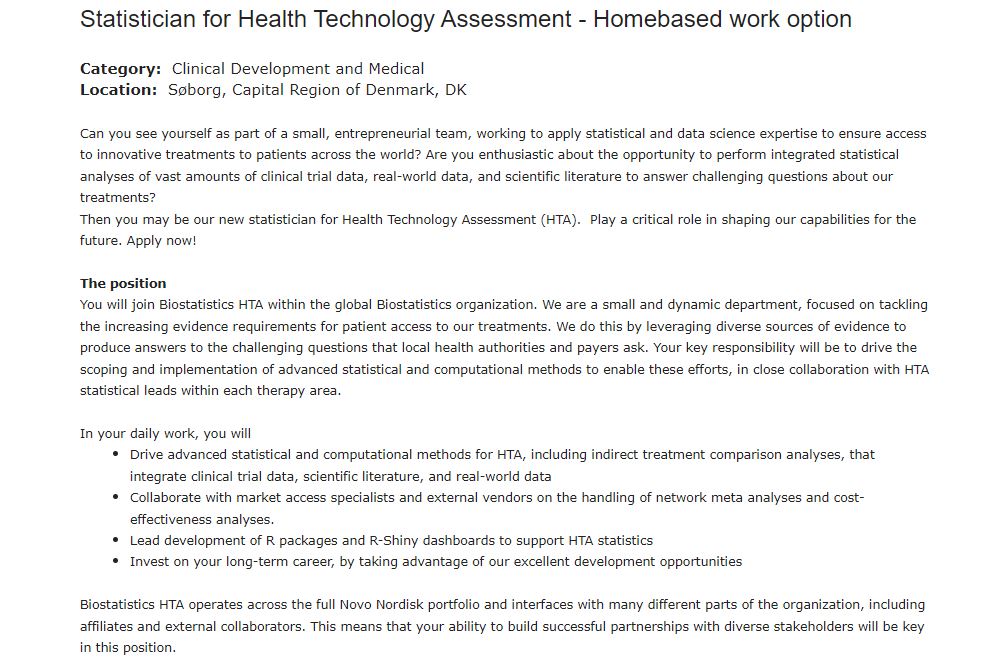 Statistician for Health Technology Assessment - Homebased work option
Category: Clinical Development and Medical
Location: Søborg, Capital Region of Denmark, DK
Can you see yourself as part of a small, entrepreneurial team, working to apply statistical and data science expertise to ensure access
to innovative treatments to patients across the world? Are you enthusiastic about the opportunity to perform integrated statistical
analyses of vast amounts of clinical trial data, real-world data, and scientific literature to answer challenging questions about our
treatments?
Then you may be our new statistician for Health Technology Assessment (HTA). Play a critical role in shaping our capabilities for the
future. Apply now!
The position
You will join Biostatistics HTA within the global Biostatistics organization. We are a small and dynamic department, focused on tackling
the increasing evidence requirements for patient access to our treatments. We do this by leveraging diverse sources of evidence to
produce answers to the challenging questions that local health authorities and payers ask. Your key responsibility will be to drive the
scoping and implementation of advanced statistical and computational methods to enable these efforts, in close collaboration with HTA
statistical leads within each therapy area.
In your daily work, you will
• Drive advanced statistical and computational methods for HTA, including indirect treatment comparison analyses, that
integrate clinical trial data, scientific literature, and real-world data
• Collaborate with market access specialists and external vendors on the handling of network meta analyses and cost-
effectiveness analyses.
• Lead development of R packages and R-Shiny dashboards to support HTA statistics
• Invest on your long-term career, by taking advantage of our excellent development opportunities
Biostatistics HTA operates across the full Novo Nordisk portfolio and interfaces with many different parts of the organization, including
affiliates and external collaborators. This means that your ability to build successful partnerships with diverse stakeholders will be key
in this position.